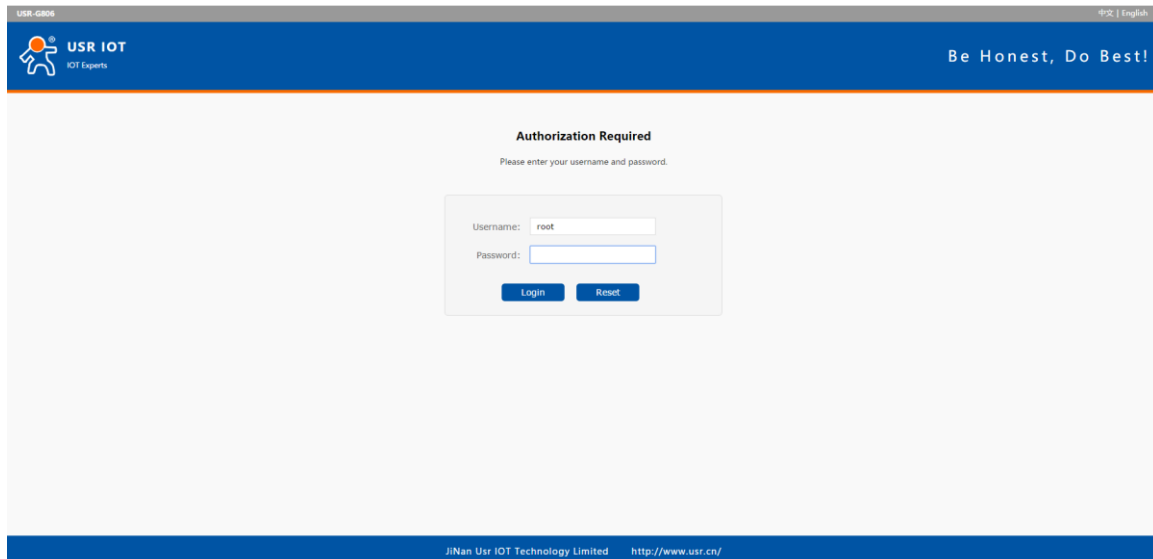 USR-G806
中文 | English
USR IOT
IOT Experts
®
Be Honest, Do Best!
Authorization Required
Please enter your username and password.
Username: root
Password:
Login Reset
JiNan Usr IOT Technology Limited http://www.usr.cn/